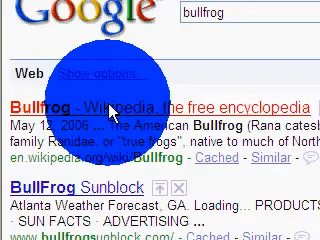 Google
bullfrog
Web Show options...
Bullfrog - Wikipedia, the free encyclopedia
May 12, 2006 ... The American Bullfrog (Rana catesb
family Ranidae, or "true frogs", native to much of North
en.wikipedia.org/wiki/Bullfrog - Cached - Similar -
BullFrog Sunblock
Atlanta Weather Forecast, GA. Loading... PRODUCTS
· SUN FACTS · ADVERTISING ...
www.bullfrogsunblock.com/ - Cached - Similar -